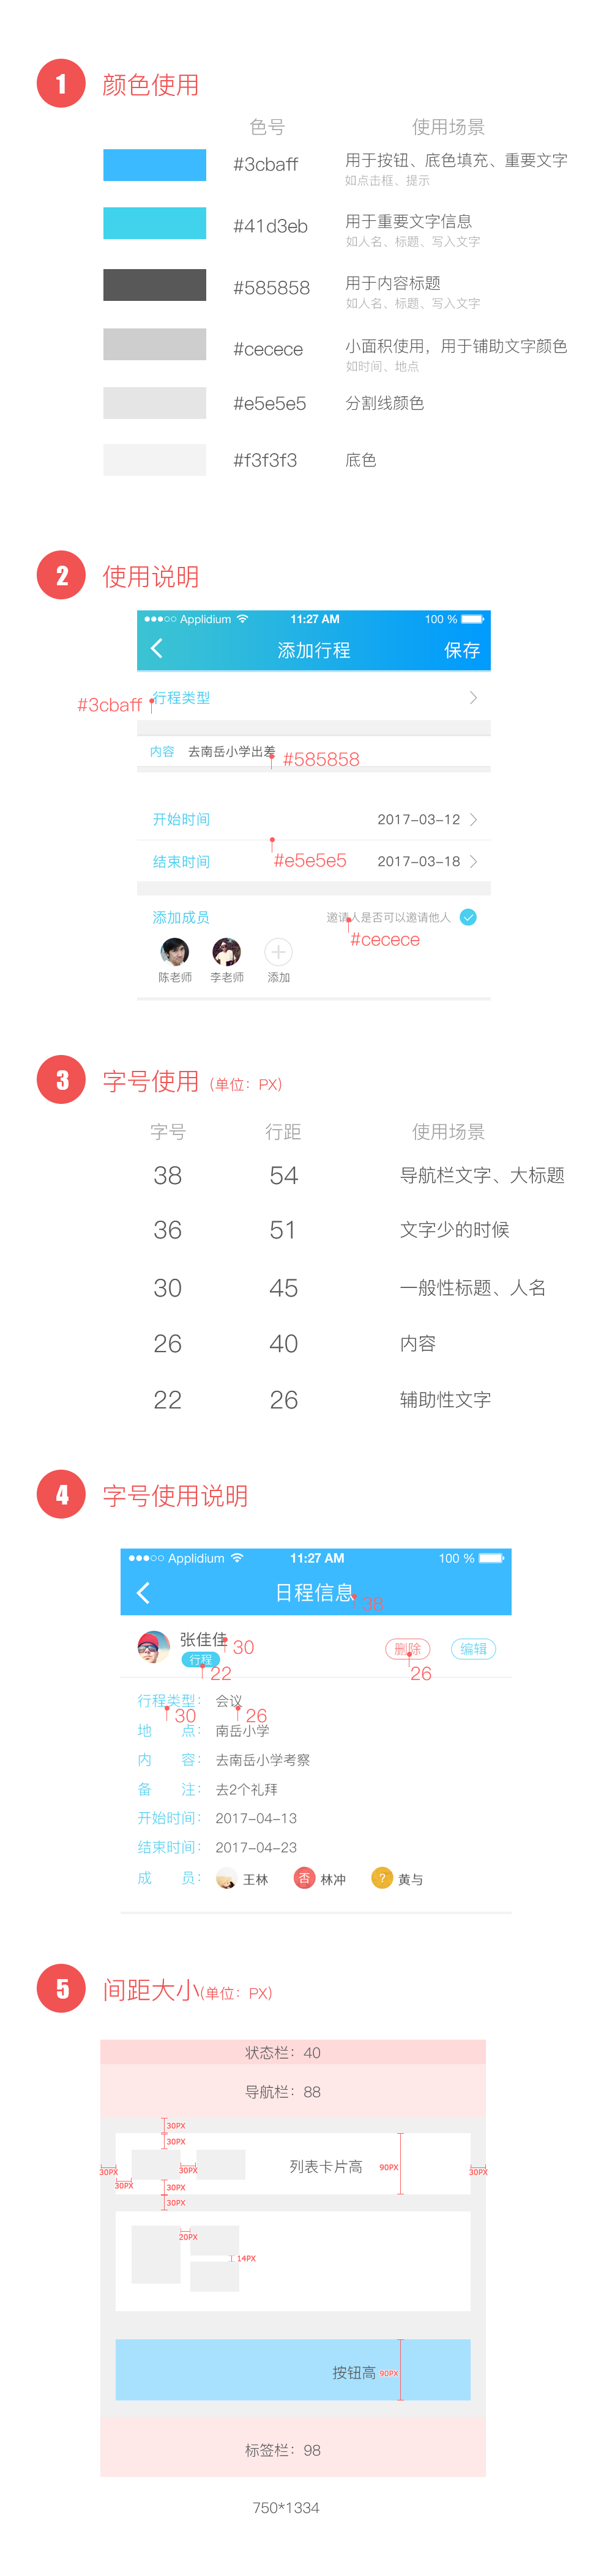 1 颜色使用
色号 使用场景
#3cbaff 用于按钮、底色填充、重要文字
如点击框、提示
#41d3eb 用于重要文字信息
如人名、标题、写入文字
#585858 用于内容标题
如人名、标题、写入文字
#cecece 小面积使用，用于铺助文字颜色
如时间、地点
#e5e5e5 分割线颜色
#f3f3f3 底色
2 使用说明
Applidium 11:27 AM 100 %
添加行程 保存
#3cbaff 行程类型
内容 去南岳小学出差 #585858
开始时间 2017-03-12
#e5e5e5
结束时间 2017-03-18
添加成员 邀请人是否可以邀请他人
#cecece
陈老师 李老师 添加
3 字号使用 (单位：PX)
字号 行距 使用场景
38 54 导航栏文字、大标题
36 51 文字少的时候
30 45 一般性标题、人名
26 40 内容
22 26 辅助性文字
4 字号使用说明
Applidium 11:27 AM 100 %
日程信息 38
张佳佳 30 删除 编辑
行程 22 26
行程类型： 会议
30 26
地 点： 南岳小学
内 容： 去南岳小学考察
备 注： 去2个礼拜
开始时间： 2017-04-13
结束时间： 2017-04-23
成 员： 王林 否 林冲 ? 黄与
5 间距大小(单位：PX)
状态栏：40
导航栏：88
30PX
30PX
30PX 30PX 列表卡片高 90PX 30PX
30PX 30PX
30PX
20PX
14PX
按钮高 90PX
标签栏：98
750*1334